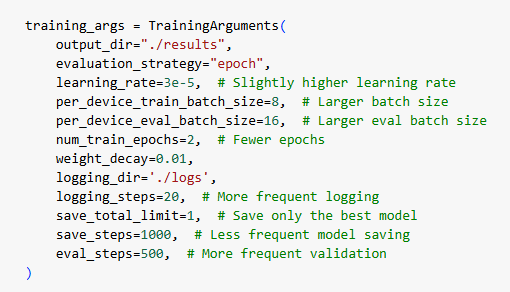 training_args = TrainingArguments(
    output_dir="./results",
    evaluation_strategy="epoch",
    learning_rate=3e-5,  # Slightly higher learning rate
    per_device_train_batch_size=8,  # Larger batch size
    per_device_eval_batch_size=16,  # Larger eval batch size
    num_train_epochs=2,  # Fewer epochs
    weight_decay=0.01,
    logging_dir='./logs',
    logging_steps=20,  # More frequent logging
    save_total_limit=1,  # Save only the best model
    save_steps=1000,  # Less frequent model saving
    eval_steps=500,  # More frequent validation
)